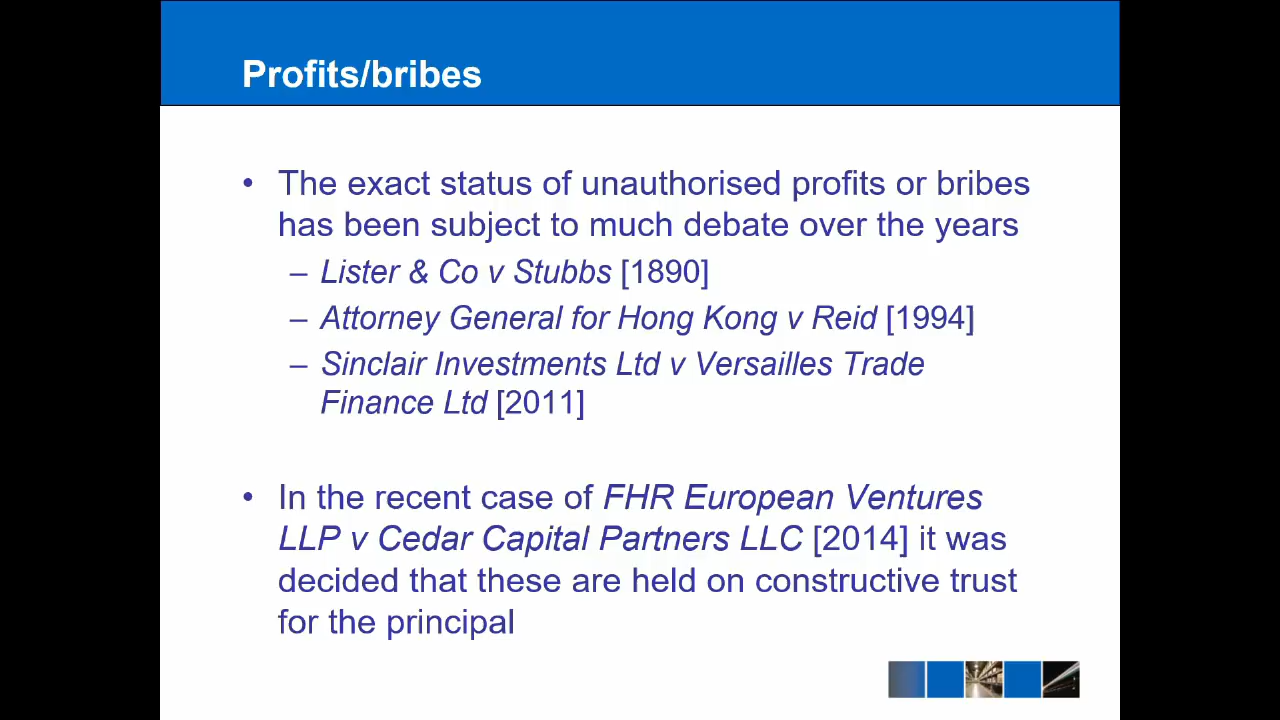 Profits/bribes
• The exact status of unauthorised profits or bribes
has been subject to much debate over the years
– Lister & Co v Stubbs [1890]
– Attorney General for Hong Kong v Reid [1994]
– Sinclair Investments Ltd v Versailles Trade
Finance Ltd [2011]
• In the recent case of FHR European Ventures
LLP v Cedar Capital Partners LLC [2014] it was
decided that these are held on constructive trust
for the principal